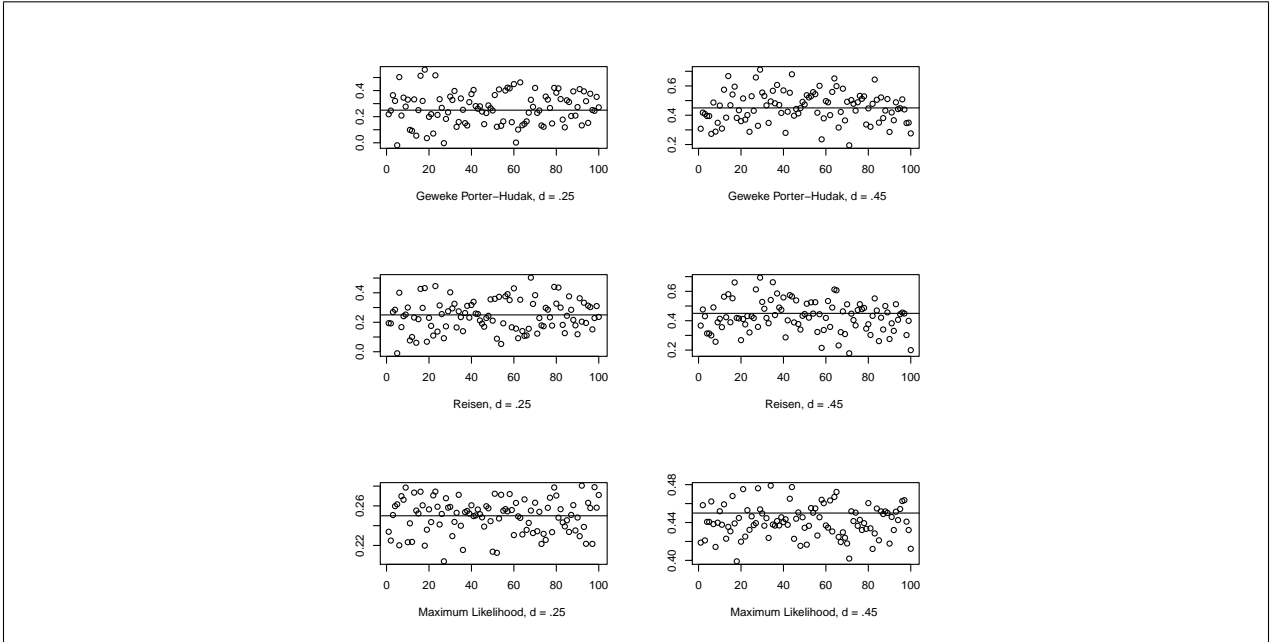 0.0 0.2 0.4
0 20 40 60 80 100
Geweke Porter−Hudak, d = .25
0.2 0.4 0.6
0 20 40 60 80 100
Geweke Porter−Hudak, d = .45
0.0 0.2 0.4
0 20 40 60 80 100
Reisen, d = .25
0.2 0.4 0.6
0 20 40 60 80 100
Reisen, d = .45
0.22 0.26
0 20 40 60 80 100
Maximum Likelihood, d = .25
0.40 0.44 0.48
0 20 40 60 80 100
Maximum Likelihood, d = .45